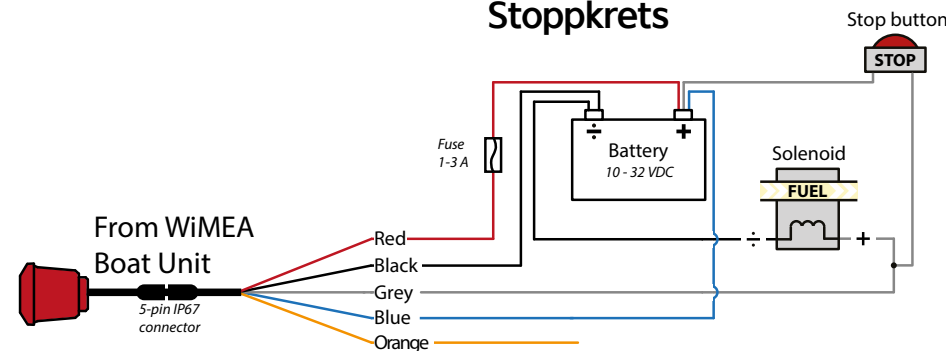 Stoppkrets
Stop button
STOP
Fuse
1-3 A
÷
+
Battery
10 - 32 VDC
Solenoid
FUEL
÷
+
From WiMEA
Boat Unit
5-pin IP67
connector
Red
Black
Grey
Blue
Orange